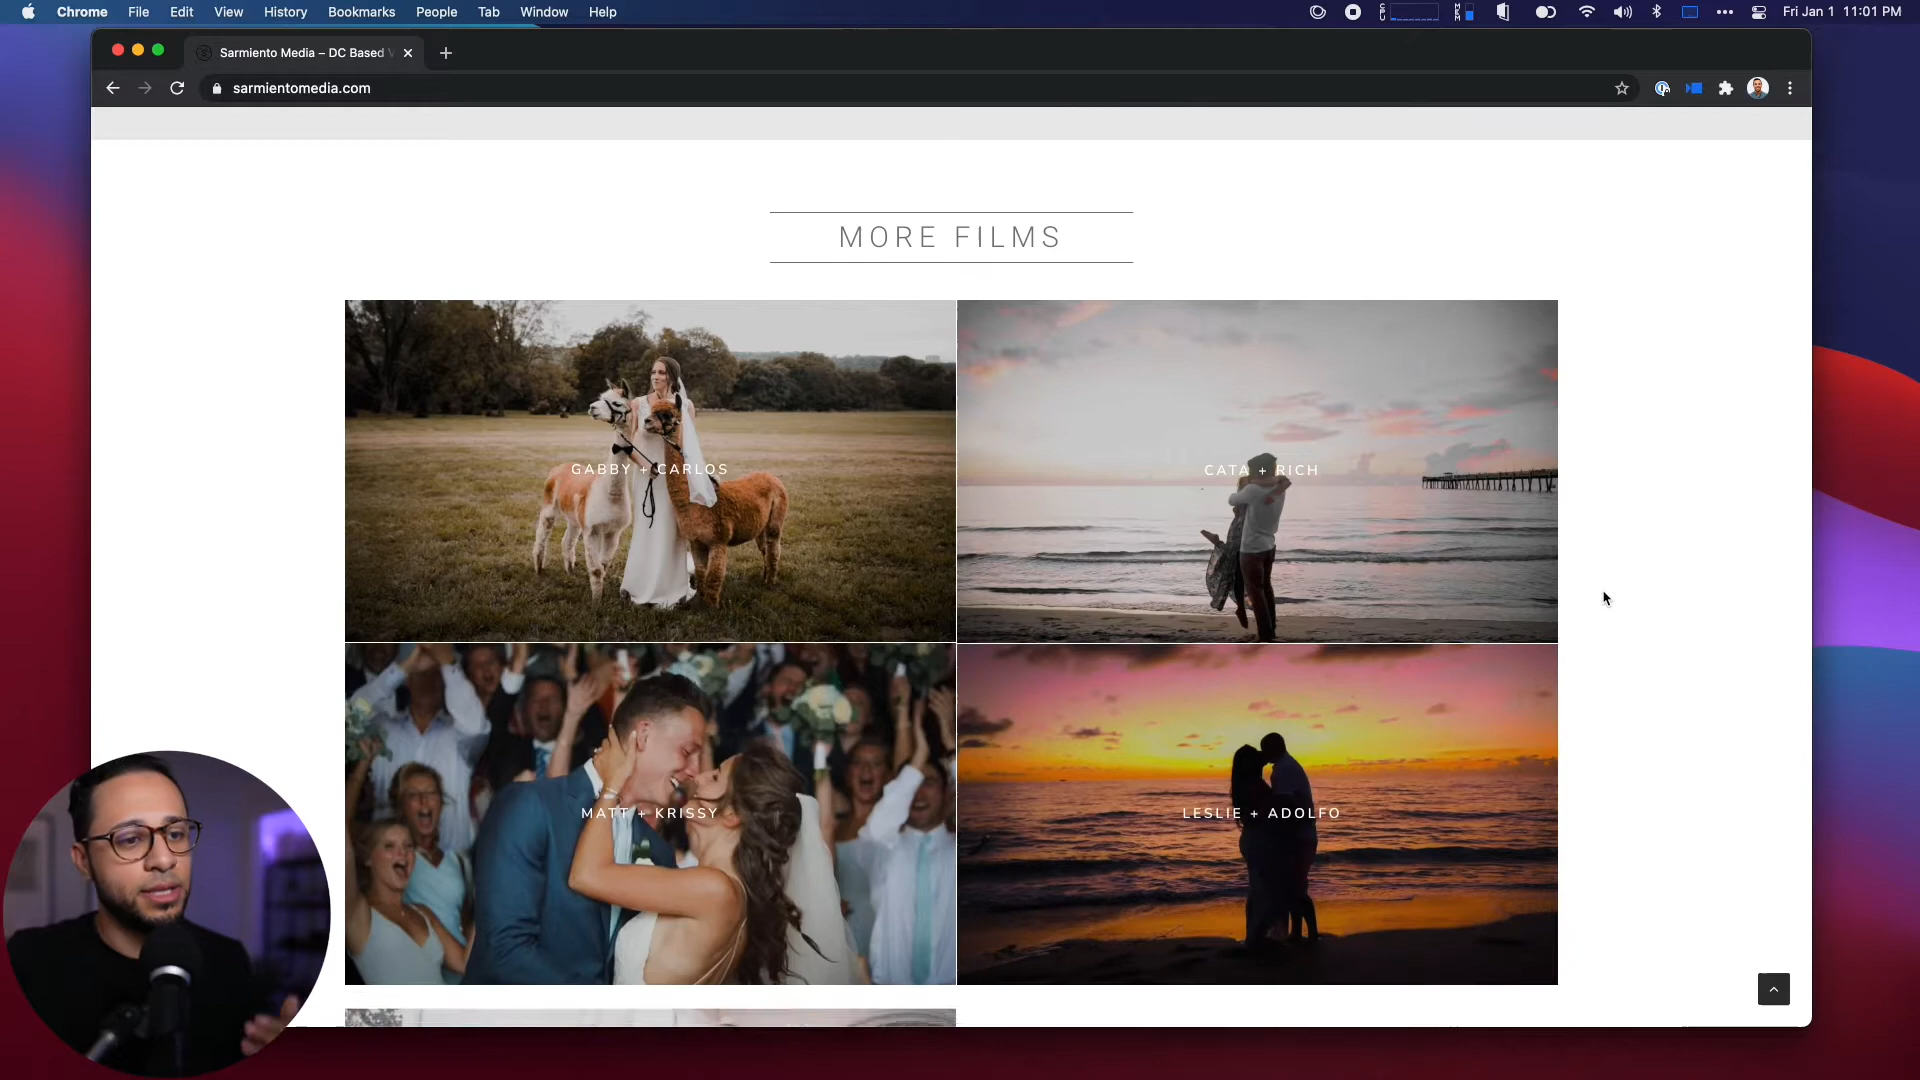 Chrome File Edit View History Bookmarks People Tab Window Help
Fri Jan 1 11:01 PM
Sarmiento Media – DC Based
sarmientomedia.com
MORE FILMS
GABBY + CARLOS
CATA + RICH
MATT + KRISSY
LESLIE + ADOLFO